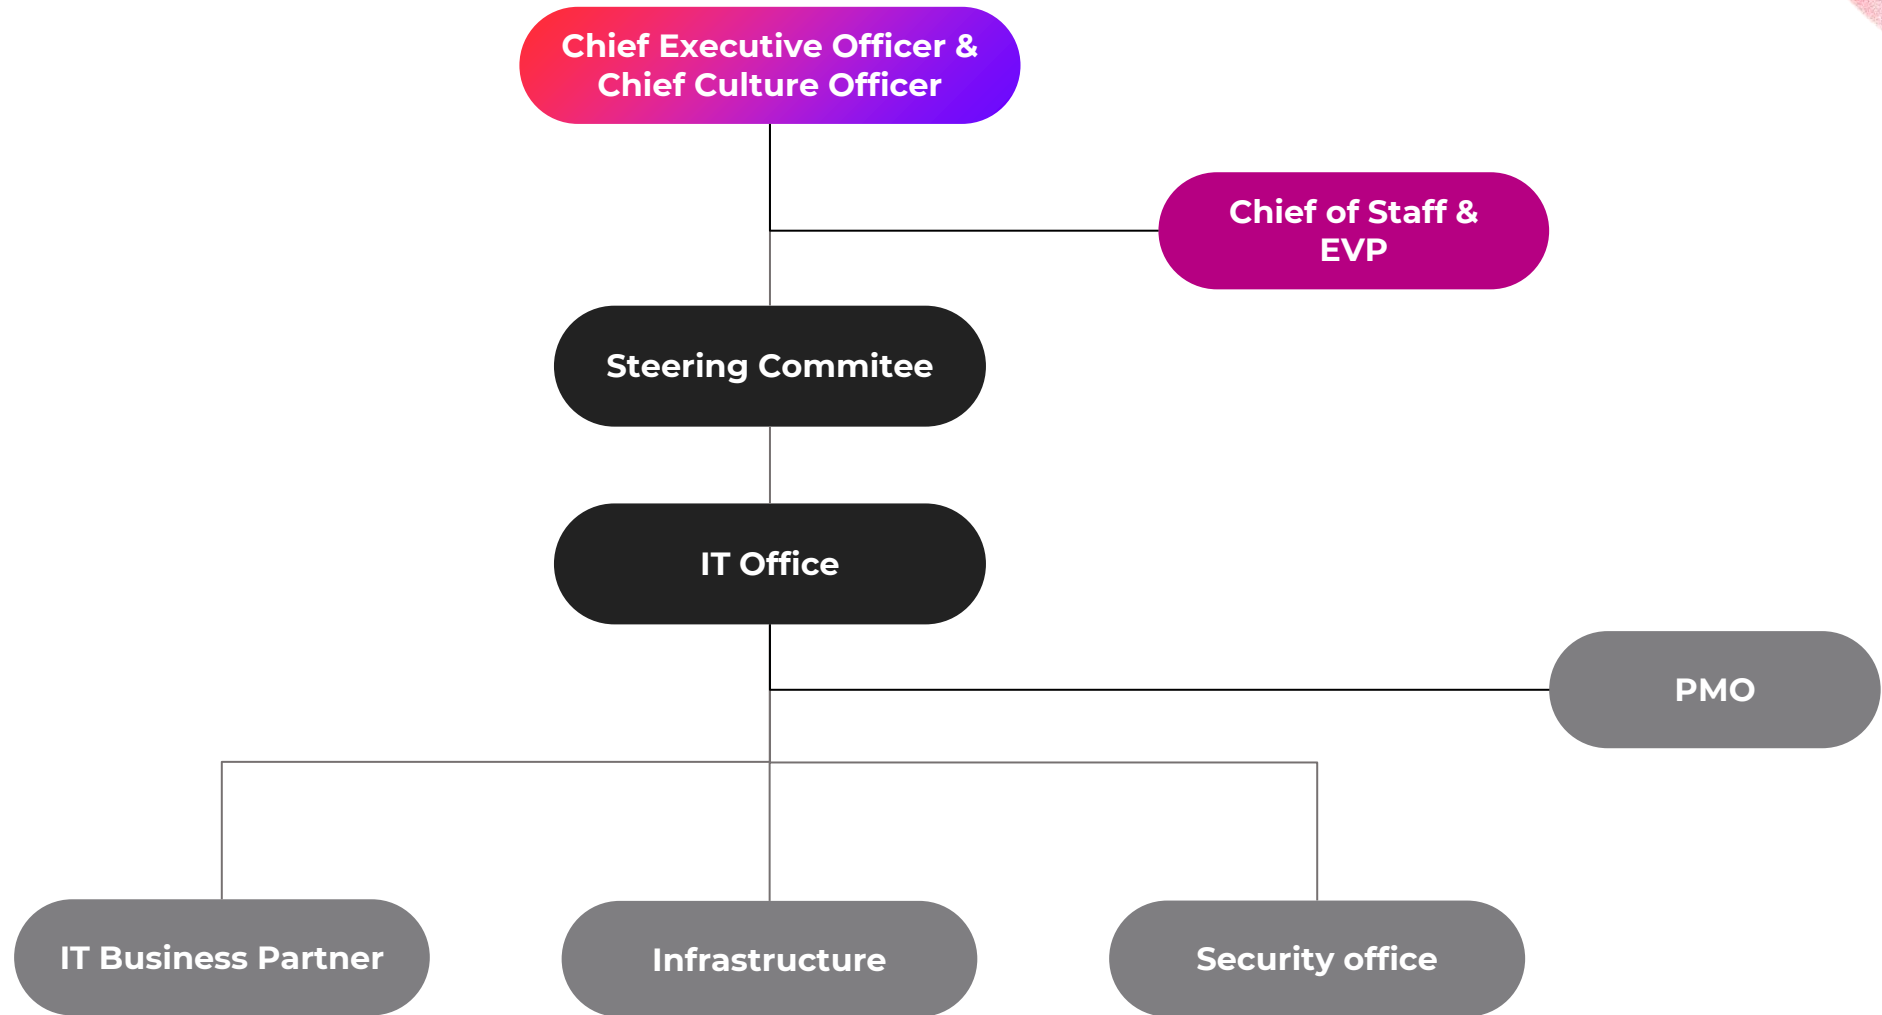 Chief Executive Officer &
Chief Culture Officer
Chief of Staff &
EVP
Steering Commitee
IT Office
PMO
IT Business Partner
Infrastructure
Security office